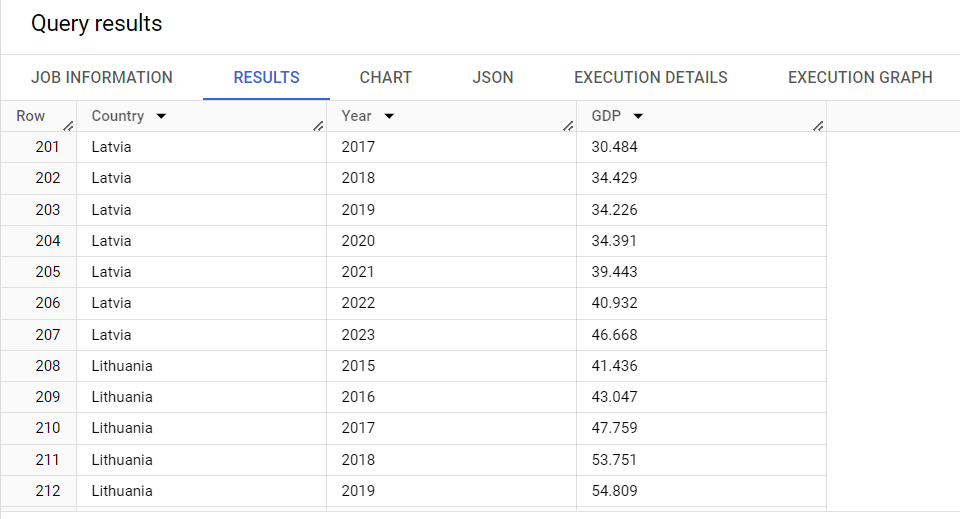 Query results
JOB INFORMATION RESULTS CHART JSON EXECUTION DETAILS EXECUTION GRAPH
Row Country Year GDP
201 Latvia 2017 30.484
202 Latvia 2018 34.429
203 Latvia 2019 34.226
204 Latvia 2020 34.391
205 Latvia 2021 39.443
206 Latvia 2022 40.932
207 Latvia 2023 46.668
208 Lithuania 2015 41.436
209 Lithuania 2016 43.047
210 Lithuania 2017 47.759
211 Lithuania 2018 53.751
212 Lithuania 2019 54.809